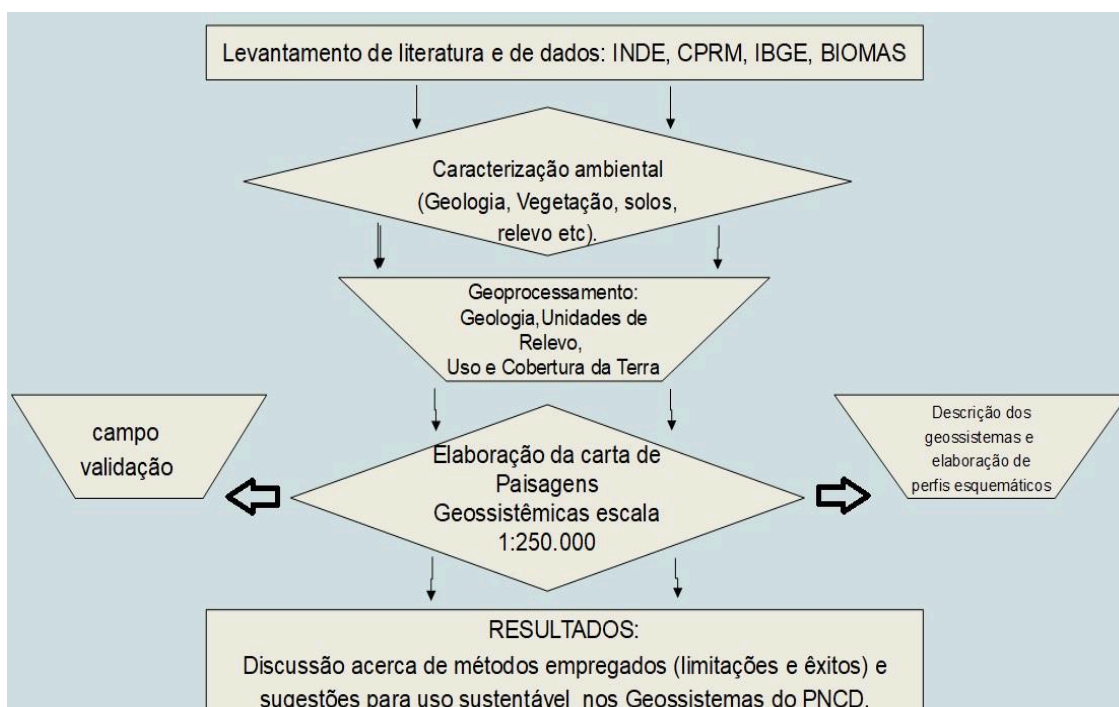 Levantamento de literatura e de dados: INDE, CPRM, IBGE, BIOMAS
Caracterização ambiental
(Geologia, Vegetação, solos,
relevo etc).
Geoprocessamento:
Geologia,Unidades de
Relevo,
Uso e Cobertura da Terra
campo
validação
Elaboração da carta de
Paisagens
Geossistêmicas escala
1:250.000
Descrição dos
geossistemas e
elaboração de
perfis esquemáticos
RESULTADOS:
Discussão acerca de métodos empregados (limitações e êxitos) e
sugestões para uso sustentável nos Geossistemas do PNCD.